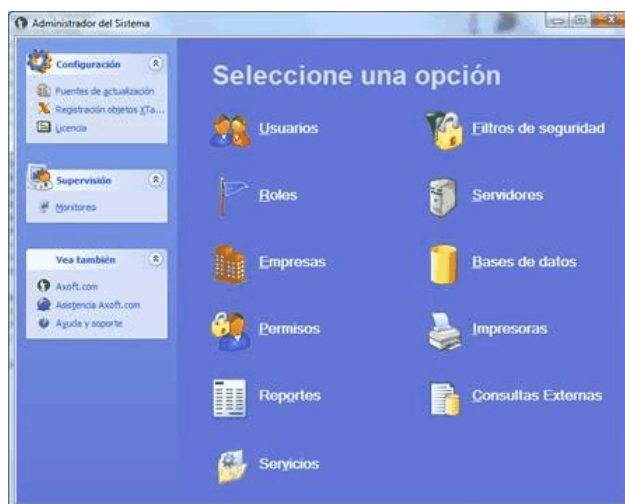 Administrador del Sistema
Configuración
Fuentes de actualización
Registración objetos XTa...
Licencia
Supervisión
Monitoreo
Vea también
Axoft.com
Asistencia Axoft.com
Ayuda y soporte
Seleccione una opción
Usuarios
Filtros de seguridad
Roles
Servidores
Empresas
Bases de datos
Permisos
Impresoras
Reportes
Consultas Externas
Servicios